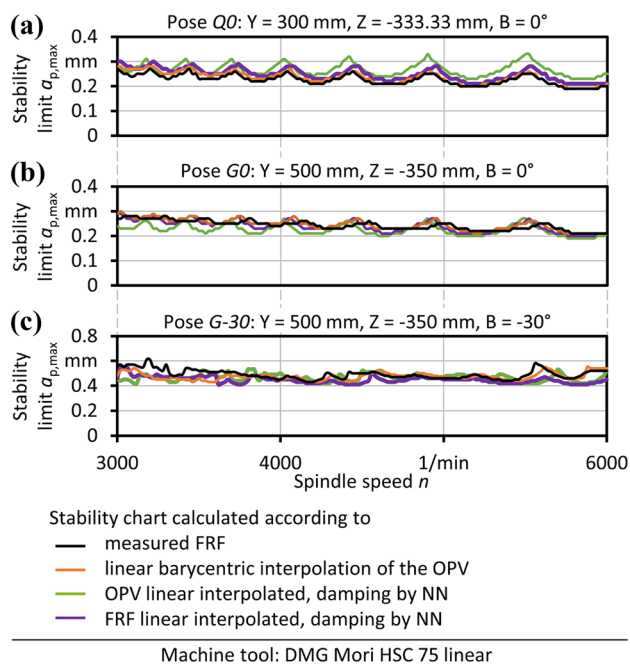 (a) Pose Q0: Y = 300 mm, Z = -333.33 mm, B = 0°
Stability
limit aₚ,max
0.4
mm
0.2
0.1
0
(b) Pose G0: Y = 500 mm, Z = -350 mm, B = 0°
Stability
limit aₚ,max
0.4
mm
0.2
0.1
0
(c) Pose G-30: Y = 500 mm, Z = -350 mm, B = -30°
Stability
limit aₚ,max
0.8
mm
0.4
0.2
0
3000 4000 1/min 6000
Spindle speed n
Stability chart calculated according to
measured FRF
linear barycentric interpolation of the OPV
OPV linear interpolated, damping by NN
FRF linear interpolated, damping by NN
Machine tool: DMG Mori HSC 75 linear